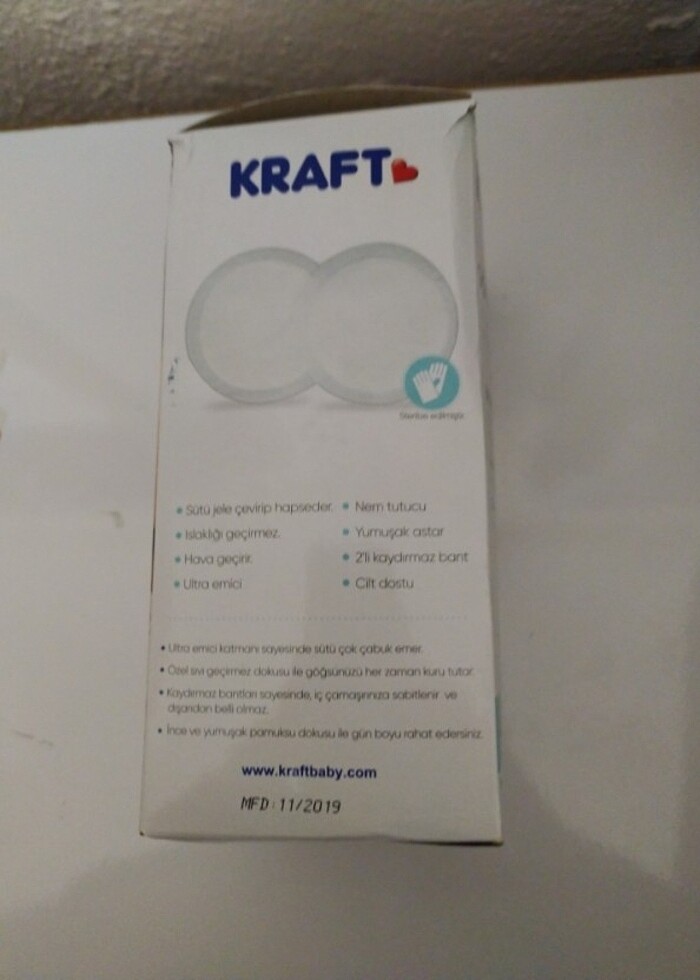 KRAFT
Sterilize edilmiştir.
• Sütü jele çevirip hapseder.
• Islaklığı geçirmez.
• Hava geçirir.
• Ultra emici
• Nem tutucu
• Yumuşak astar
• 2'li kaydırmaz bant
• Cilt dostu
• Ultra emici katmanı sayesinde sütü çok çabuk emer.
• Özel sıvı geçirmez dokusu ile göğsünüzü her zaman kuru tutar.
• Kaydırmaz bantları sayesinde, iç çamaşırınıza sabitlenir ve
dışarıdan belli olmaz.
• İnce ve yumuşak pamuksu dokusu ile gün boyu rahat edersiniz.
www.kraftbaby.com
MFD: 11/2019